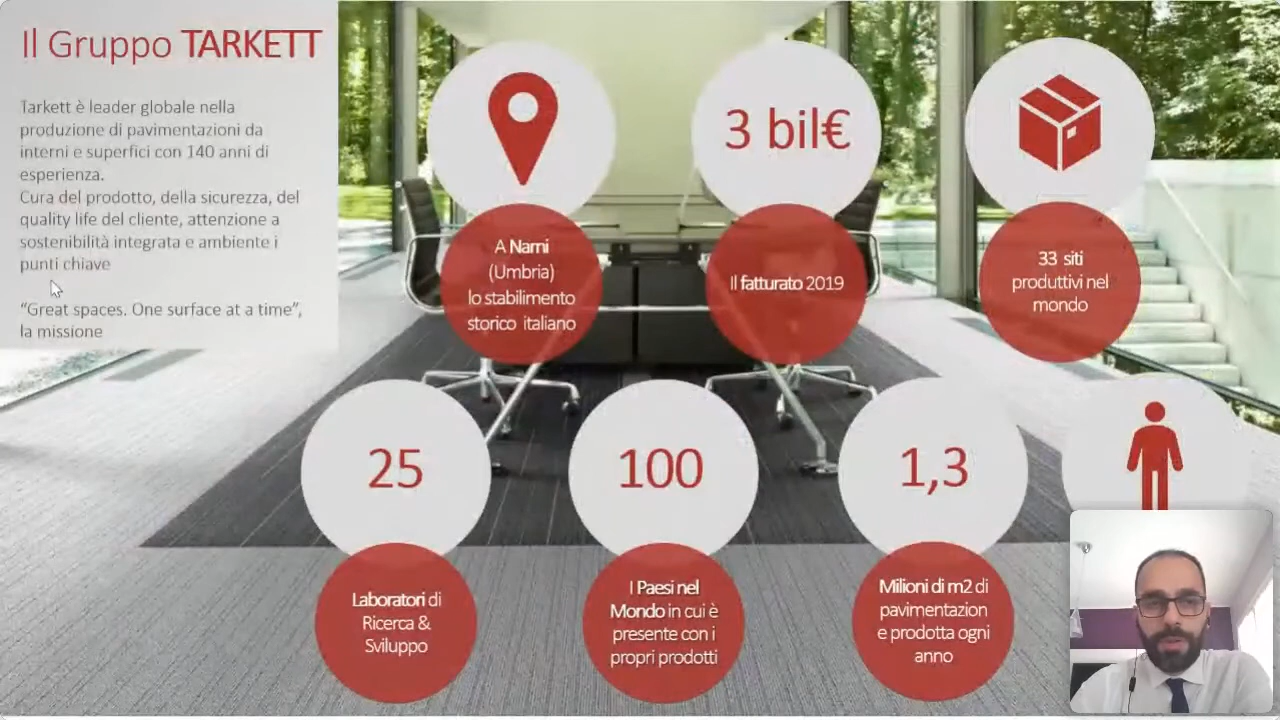 Il Gruppo TARKETT
Tarkett è leader globale nella
produzione di pavimentazioni da
interni e superfici con 140 anni di
esperienza.
Cura del prodotto, della sicurezza, del
quality life del cliente, attenzione a
sostenibilità integrata e ambiente i
punti chiave
“Great spaces. One surface at a time”,
la missione
A Narni
(Umbria)
lo stabilimento
storico italiano
3 bil€
Il fatturato 2019
33 siti
produttivi nel
mondo
25
Laboratori di
Ricerca &
Sviluppo
100
I Paesi nel
Mondo in cui è
presente con i
propri prodotti
1,3
Milioni di m2 di
pavimentazion
e prodotta ogni
anno